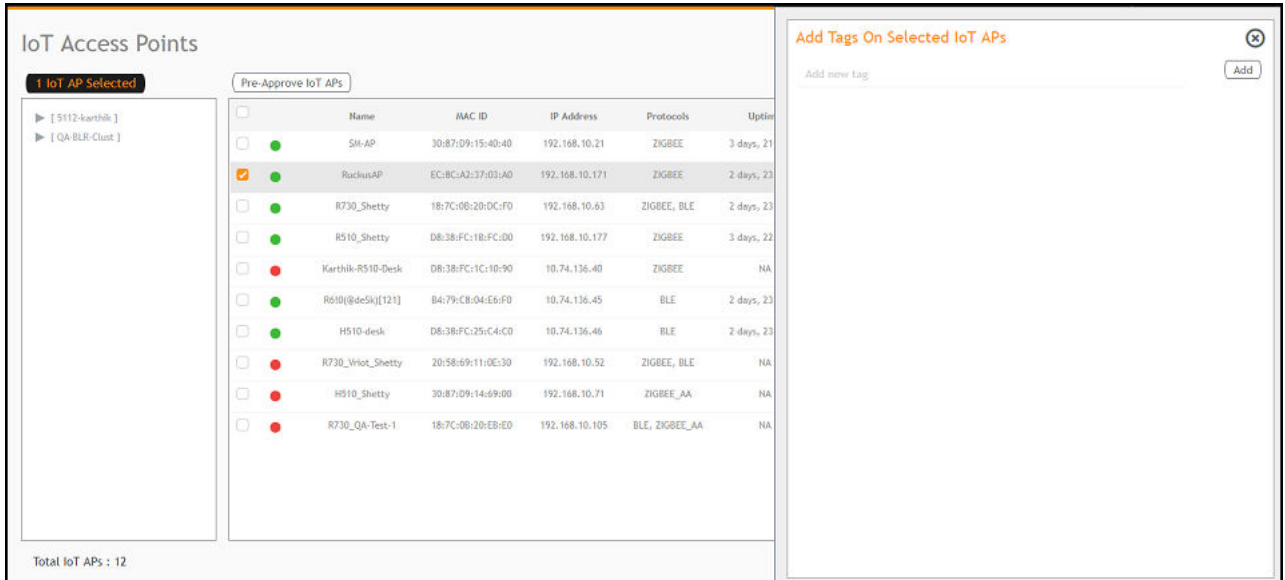 IoT Access Points
1 IoT AP Selected
Pre-Approve IoT APs
▶ [ 5112-karthik ]
▶ [ QA-BLR-Clust ]
Name MAC ID IP Address Protocols Uptim
SM-AP 30:87:D9:15:40:40 192.168.10.21 ZIGBEE 3 days, 21
RuckusAP EC:8C:A2:37:03:A0 192.168.10.171 ZIGBEE 2 days, 23
R730_Shetty 18:7C:0B:20:DC:F0 192.168.10.63 ZIGBEE, BLE 2 days, 23
R510_Shetty D8:38:FC:1B:FC:D0 192.168.10.177 ZIGBEE 3 days, 22
Karthik-R510-Desk D8:38:FC:1C:10:90 10.74.136.40 ZIGBEE NA
R610(@deSk)[121] B4:79:C8:04:E6:F0 10.74.136.45 BLE 2 days, 23
H510-desk D8:38:FC:25:C4:C0 10.74.136.46 BLE 2 days, 23
R730_Vriot_Shetty 20:58:69:11:0E:30 192.168.10.52 ZIGBEE, BLE NA
H510_Shetty 30:87:D9:14:69:00 192.168.10.71 ZIGBEE_AA NA
R730_QA-Test-1 18:7C:0B:20:EB:E0 192.168.10.105 BLE, ZIGBEE_AA NA
Total IoT APs : 12
Add Tags On Selected IoT APs
Add new tag
Add